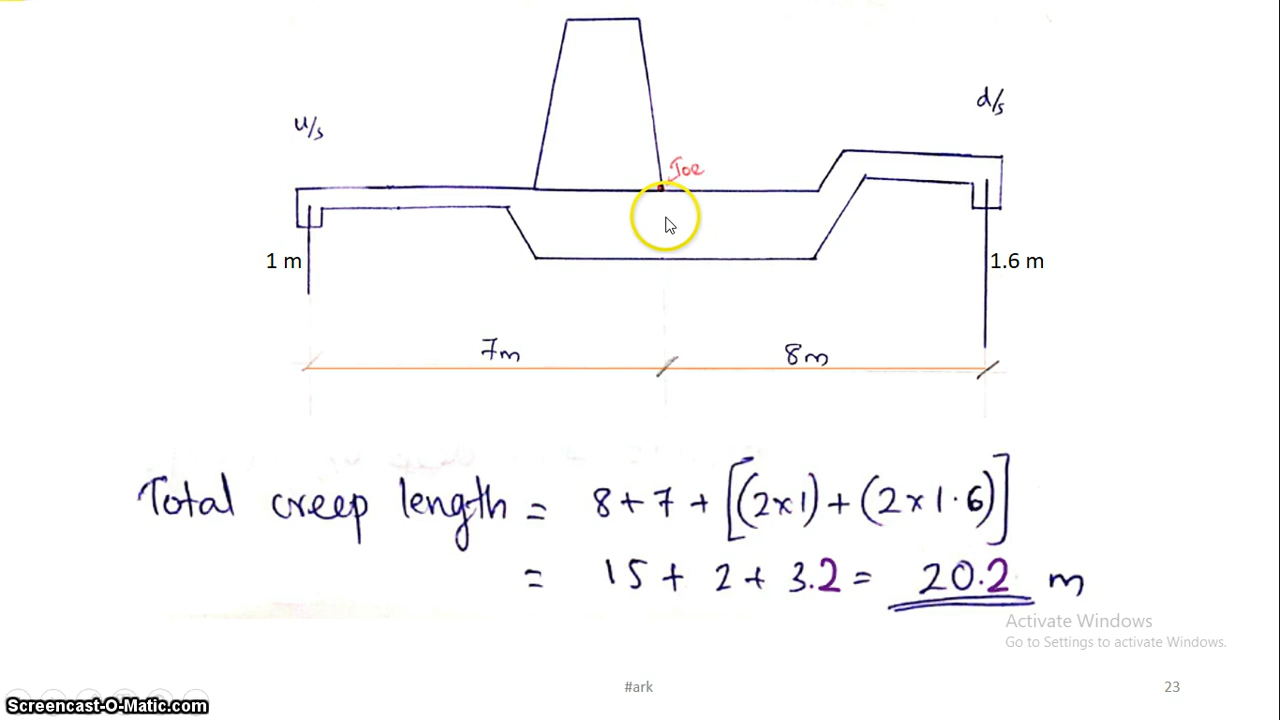 u/s
d/s
Toe
1 m
1.6 m
7m
8m
Total creep length = 8 + 7 + [(2×1) + (2×1.6)]
= 15 + 2 + 3.2 = 20.2 m
Activate Windows
Go to Settings to activate Windows.
#ark
23
Screencast-O-Matic.com